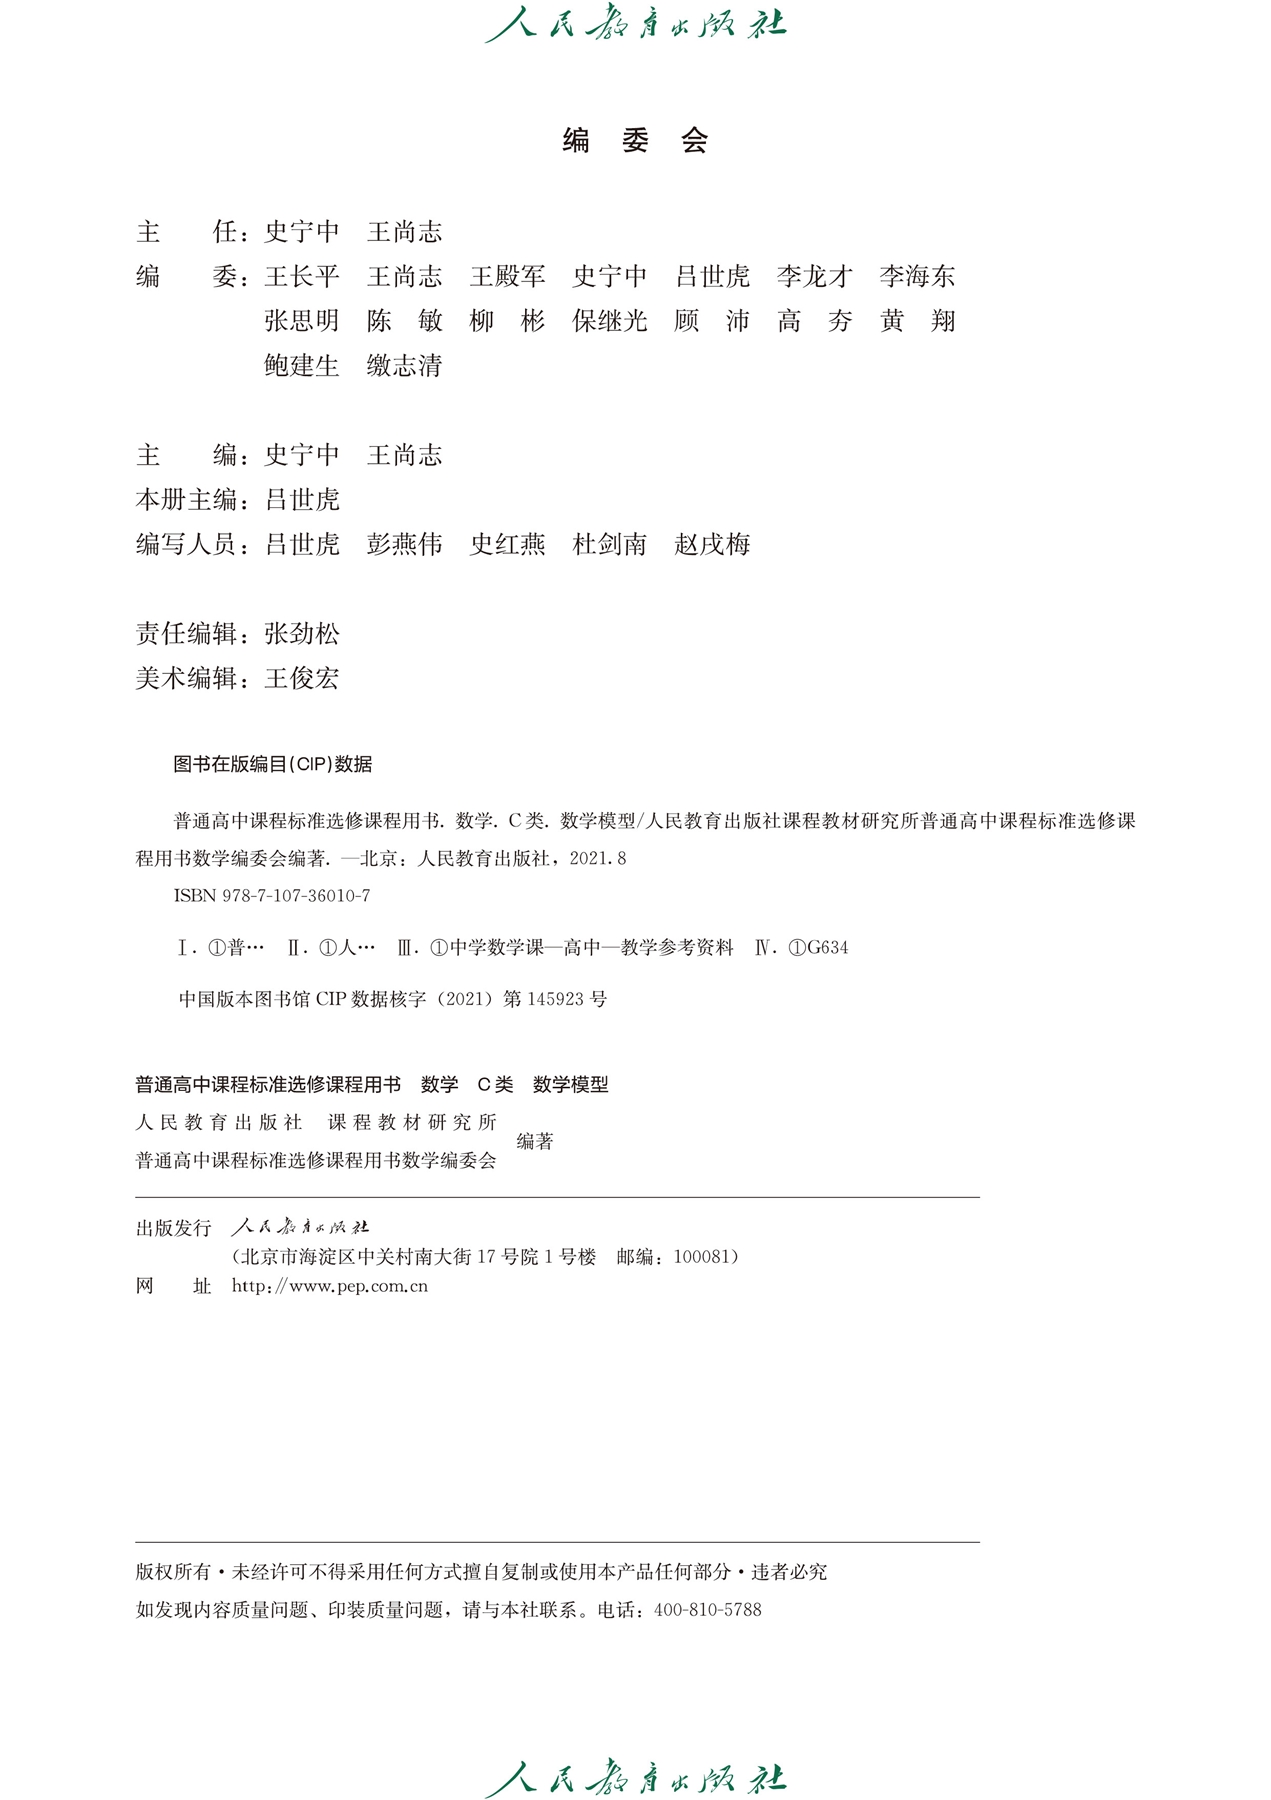 人民教育出版社
编 委 会
主　　任：史宁中　王尚志
编　　委：王长平　王尚志　王殿军　史宁中　吕世虎　李龙才　李海东
张思明　陈　敏　柳　彬　保继光　顾　沛　高　夯　黄　翔
鲍建生　缴志清
主　　编：史宁中　王尚志
本册主编：吕世虎
编写人员：吕世虎　彭燕伟　史红燕　杜剑南　赵戌梅
责任编辑：张劲松
美术编辑：王俊宏
图书在版编目(CIP)数据
普通高中课程标准选修课程用书. 数学. C类. 数学模型/人民教育出版社课程教材研究所普通高中课程标准选修课
程用书数学编委会编著. —北京：人民教育出版社，2021.8
ISBN 978-7-107-36010-7
Ⅰ. ①普…　Ⅱ. ①人…　Ⅲ. ①中学数学课—高中—教学参考资料　Ⅳ. ①G634
中国版本图书馆CIP数据核字（2021）第145923号
普通高中课程标准选修课程用书　数学　C类　数学模型
人民教育出版社　课程教材研究所
编著
普通高中课程标准选修课程用书数学编委会
出版发行　人民教育出版社
（北京市海淀区中关村南大街17号院1号楼　邮编：100081）
网　　址　http://www.pep.com.cn
版权所有·未经许可不得采用任何方式擅自复制或使用本产品任何部分·违者必究
如发现内容质量问题、印装质量问题，请与本社联系。电话：400-810-5788
人民教育出版社